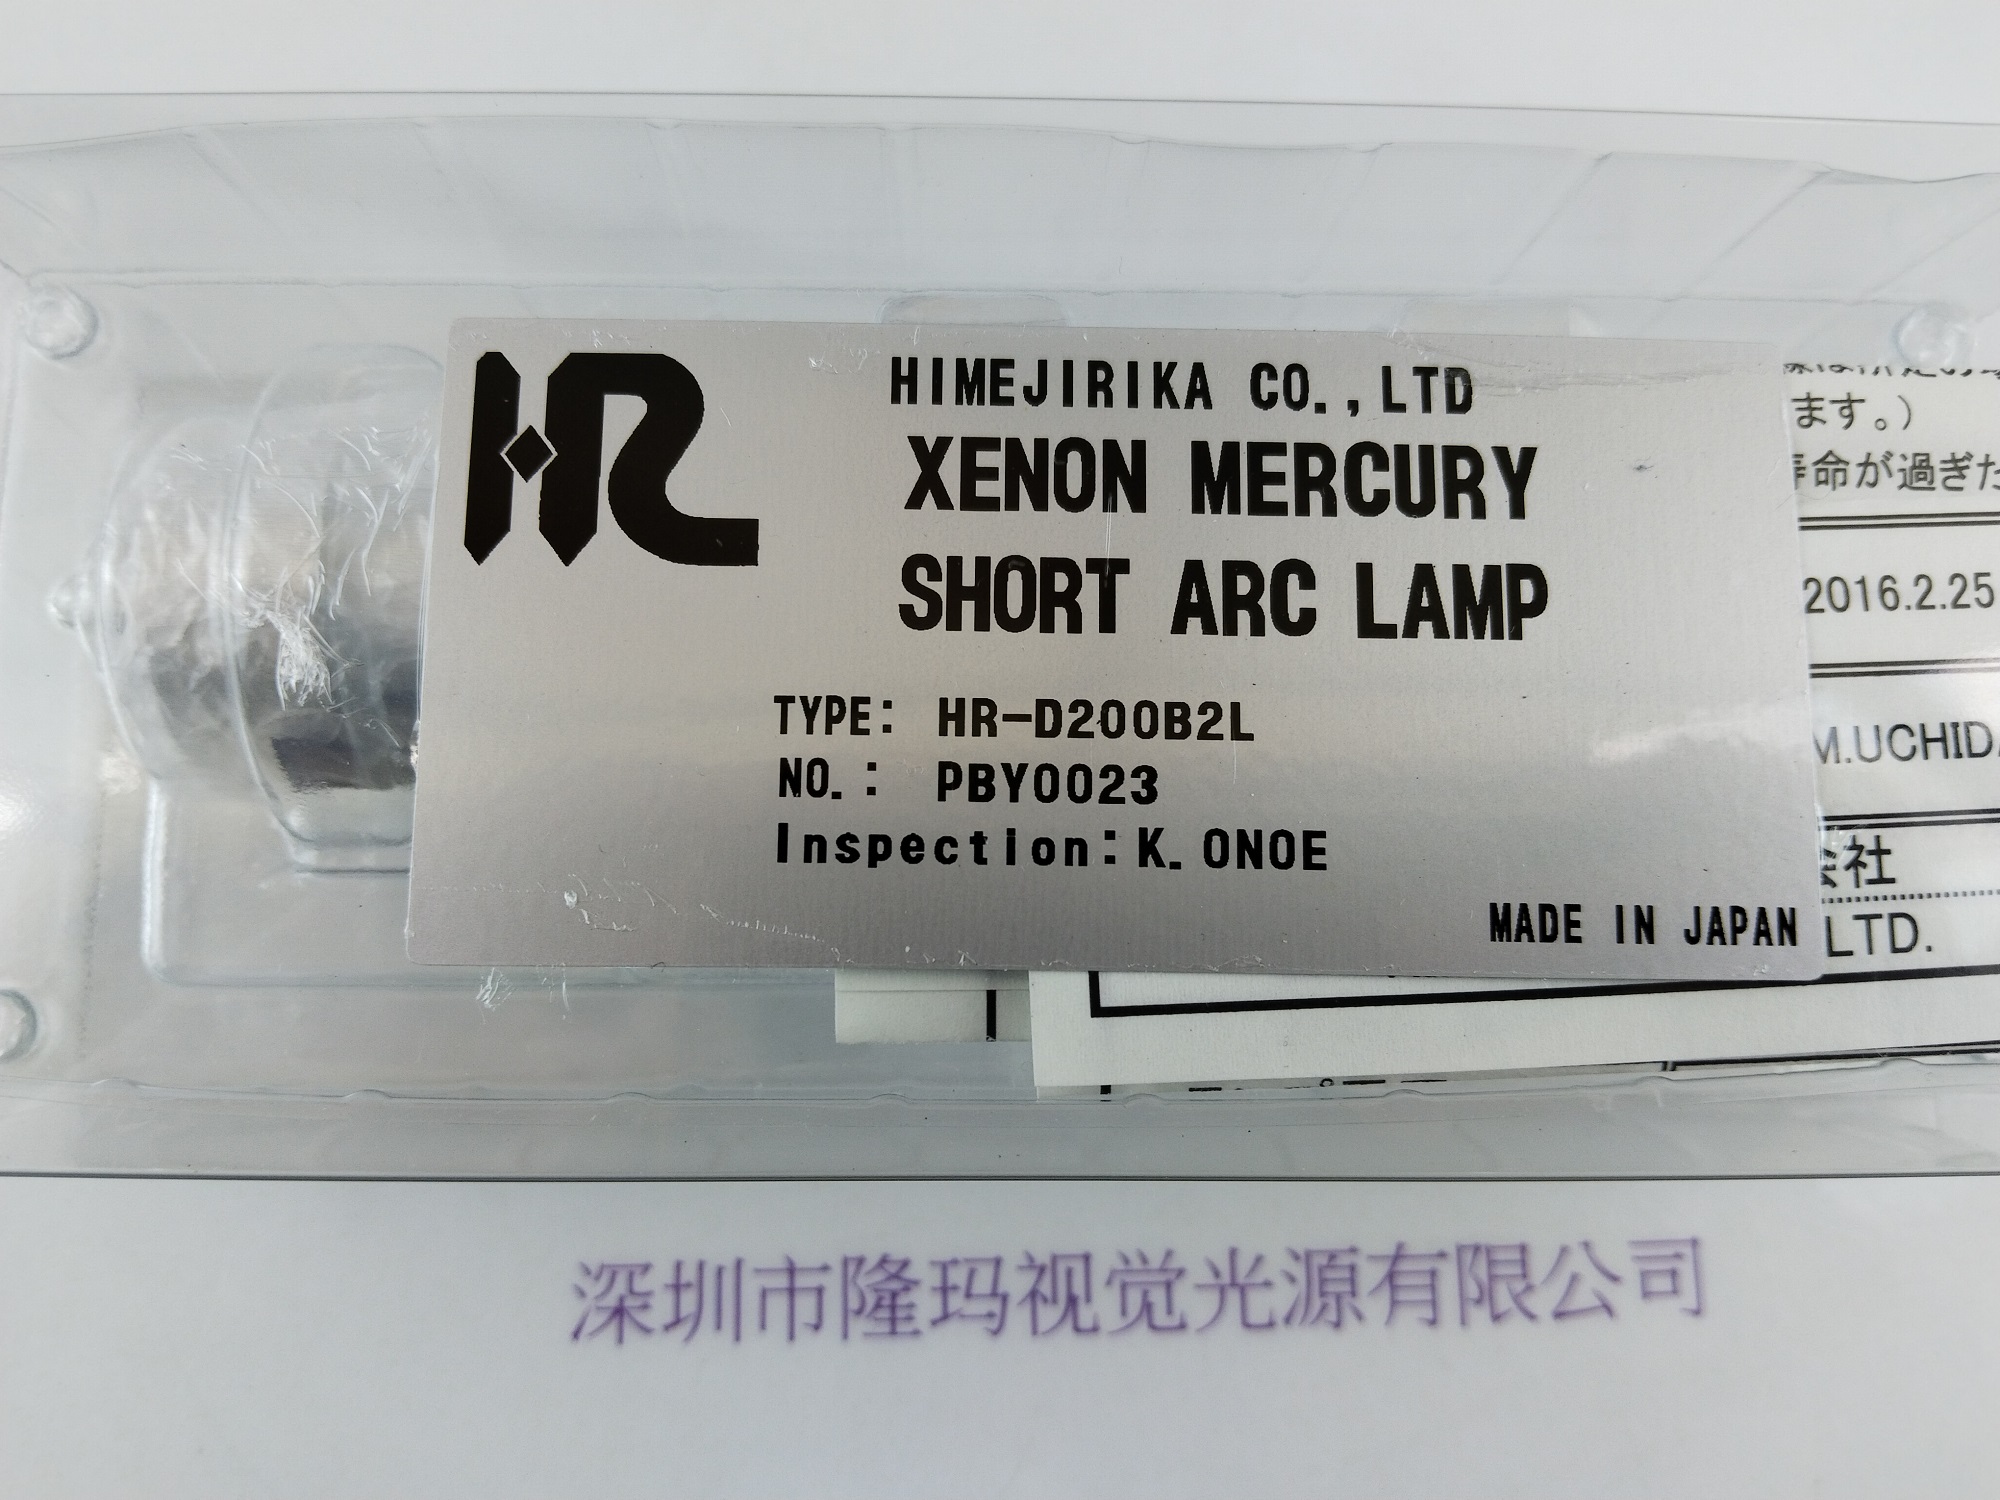 HR
HIMEJIRIKA CO.,LTD
XENON MERCURY
SHORT ARC LAMP
TYPE: HR-D200B2L
NO.: PBY0023
Inspection:K.ONOE
MADE IN JAPAN
ます。)
寿命が過ぎた
2016.2.25
M.UCHIDA
会社
LTD.
深圳市隆玛视觉光源有限公司